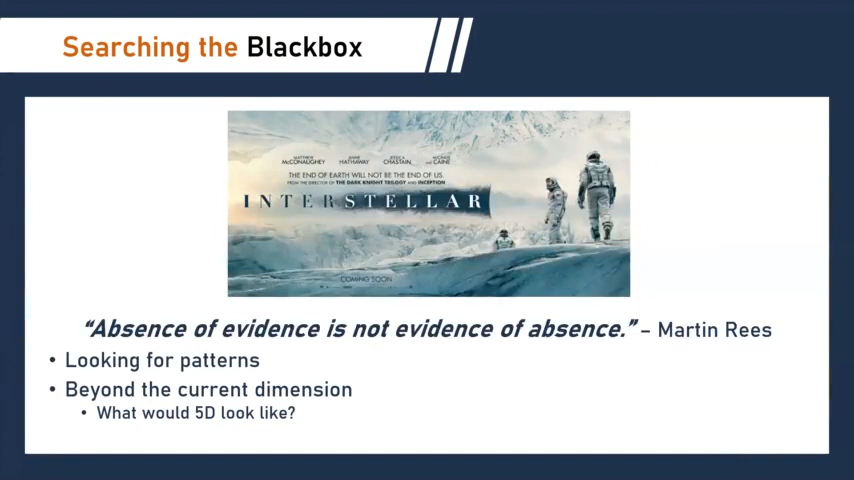 Searching the Blackbox
MATTHEW ANNE JESSICA MICHAEL
McCONAUGHEY HATHAWAY CHASTAIN AND CAINE
THE END OF EARTH WILL NOT BE THE END OF US.
FROM THE DIRECTOR OF THE DARK KNIGHT TRILOGY AND INCEPTION
INTERSTELLAR
COMING SOON
“Absence of evidence is not evidence of absence.” – Martin Rees
• Looking for patterns
• Beyond the current dimension
• What would 5D look like?